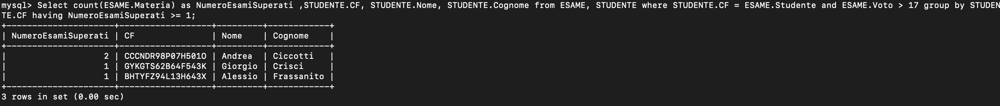 mysql> Select count(ESAME.Materia) as NumeroEsamiSuperati ,STUDENTE.CF, STUDENTE.Nome, STUDENTE.Cognome from ESAME, STUDENTE where STUDENTE.CF = ESAME.Studente and ESAME.Voto > 17 group by STUDEN
TE.CF having NumeroEsamiSuperati >= 1;
+---------------------+------------------+---------+------------+
| NumeroEsamiSuperati | CF               | Nome    | Cognome    |
+---------------------+------------------+---------+------------+
|                   2 | CCCNDR98P07H501O | Andrea  | Ciccotti   |
|                   1 | GYKGTS62B64F543K | Giorgio | Crisci     |
|                   1 | BHTYFZ94L13H643X | Alessio | Frassanito |
+---------------------+------------------+---------+------------+
3 rows in set (0.00 sec)